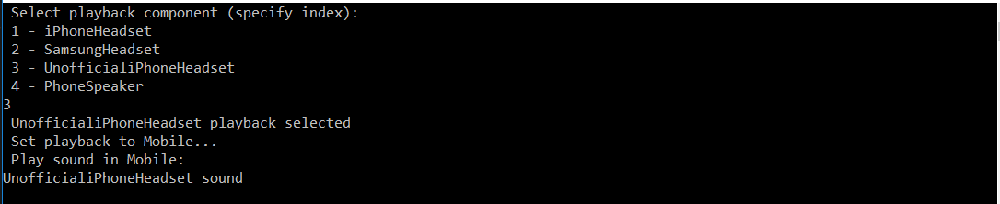 Select playback component (specify index):
1 - iPhoneHeadset
2 - SamsungHeadset
3 - UnofficialiPhoneHeadset
4 - PhoneSpeaker
3
UnofficialiPhoneHeadset playback selected
Set playback to Mobile...
Play sound in Mobile:
UnofficialiPhoneHeadset sound